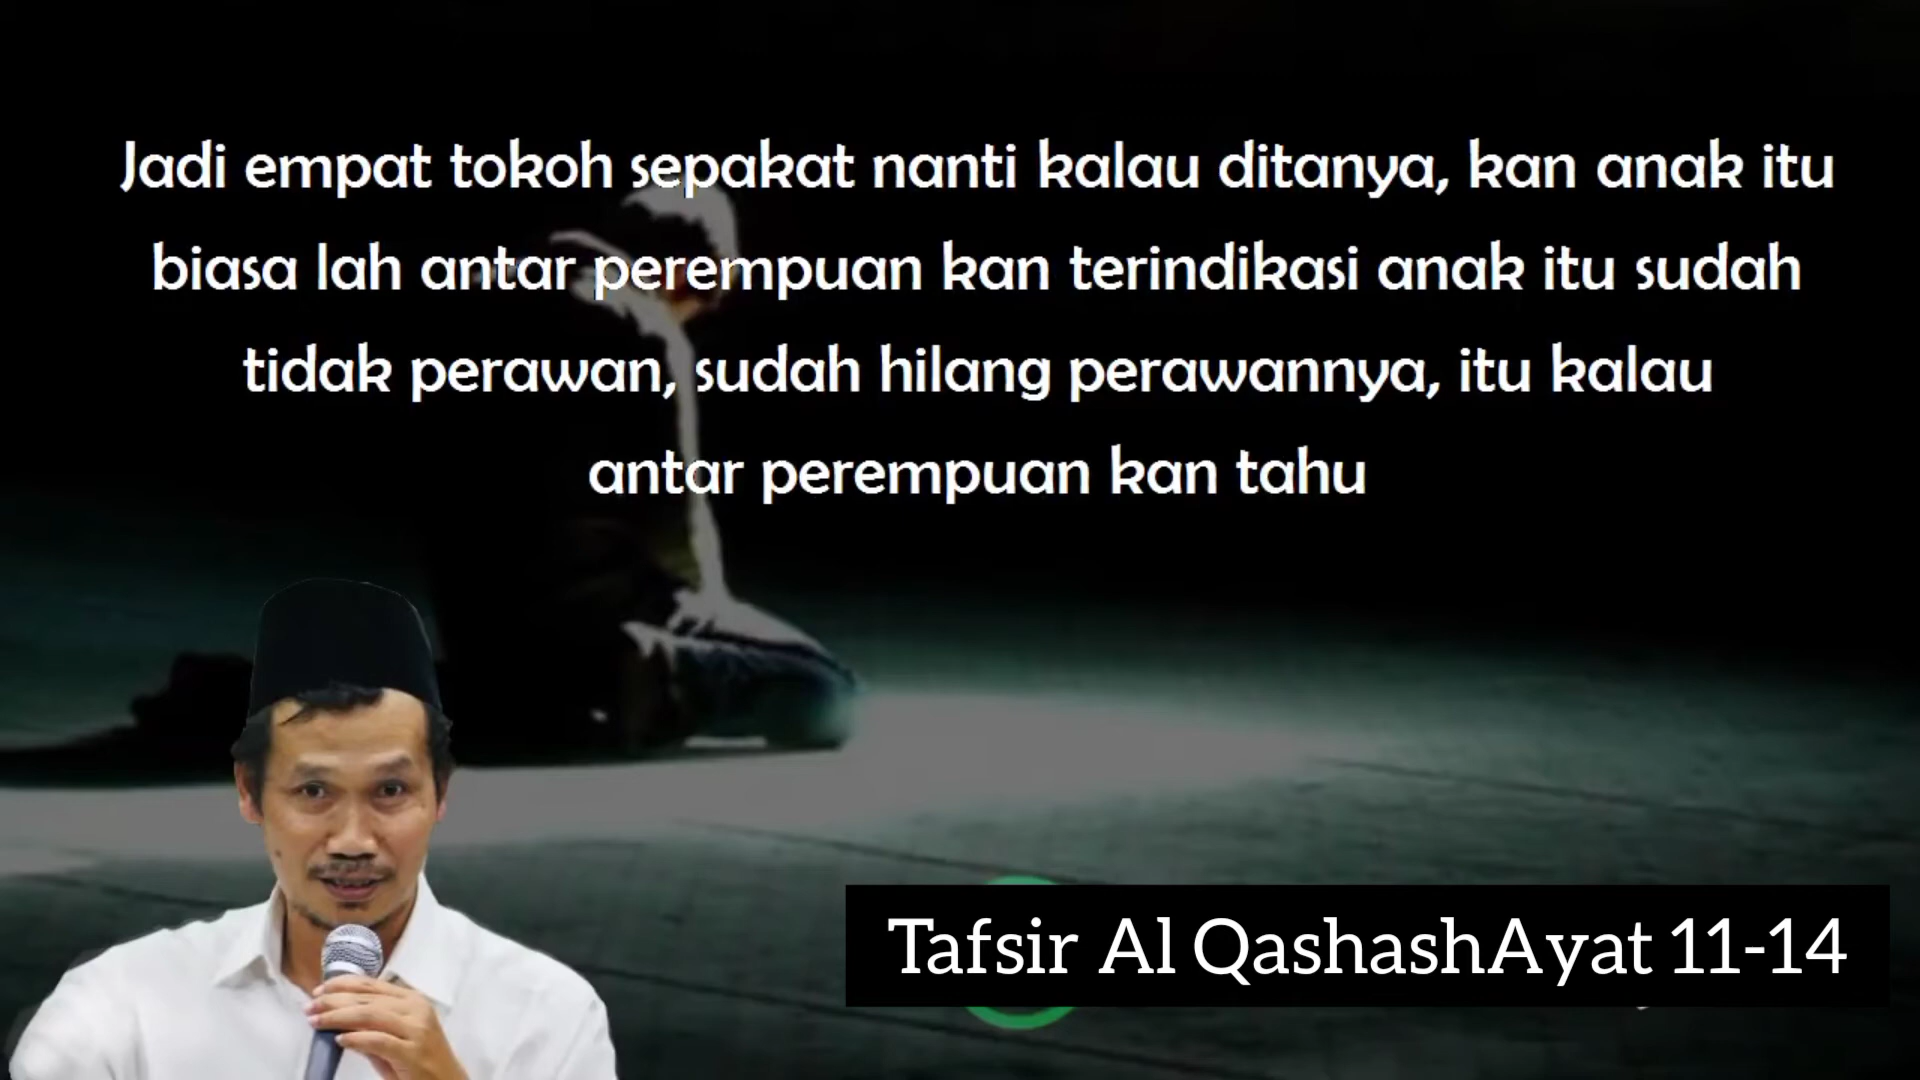 Jadi empat tokoh sepakat nanti kalau ditanya, kan anak itu
biasa lah antar perempuan kan terindikasi anak itu sudah
tidak perawan, sudah hilang perawannya, itu kalau
antar perempuan kan tahu
Tafsir Al QashashAyat 11-14